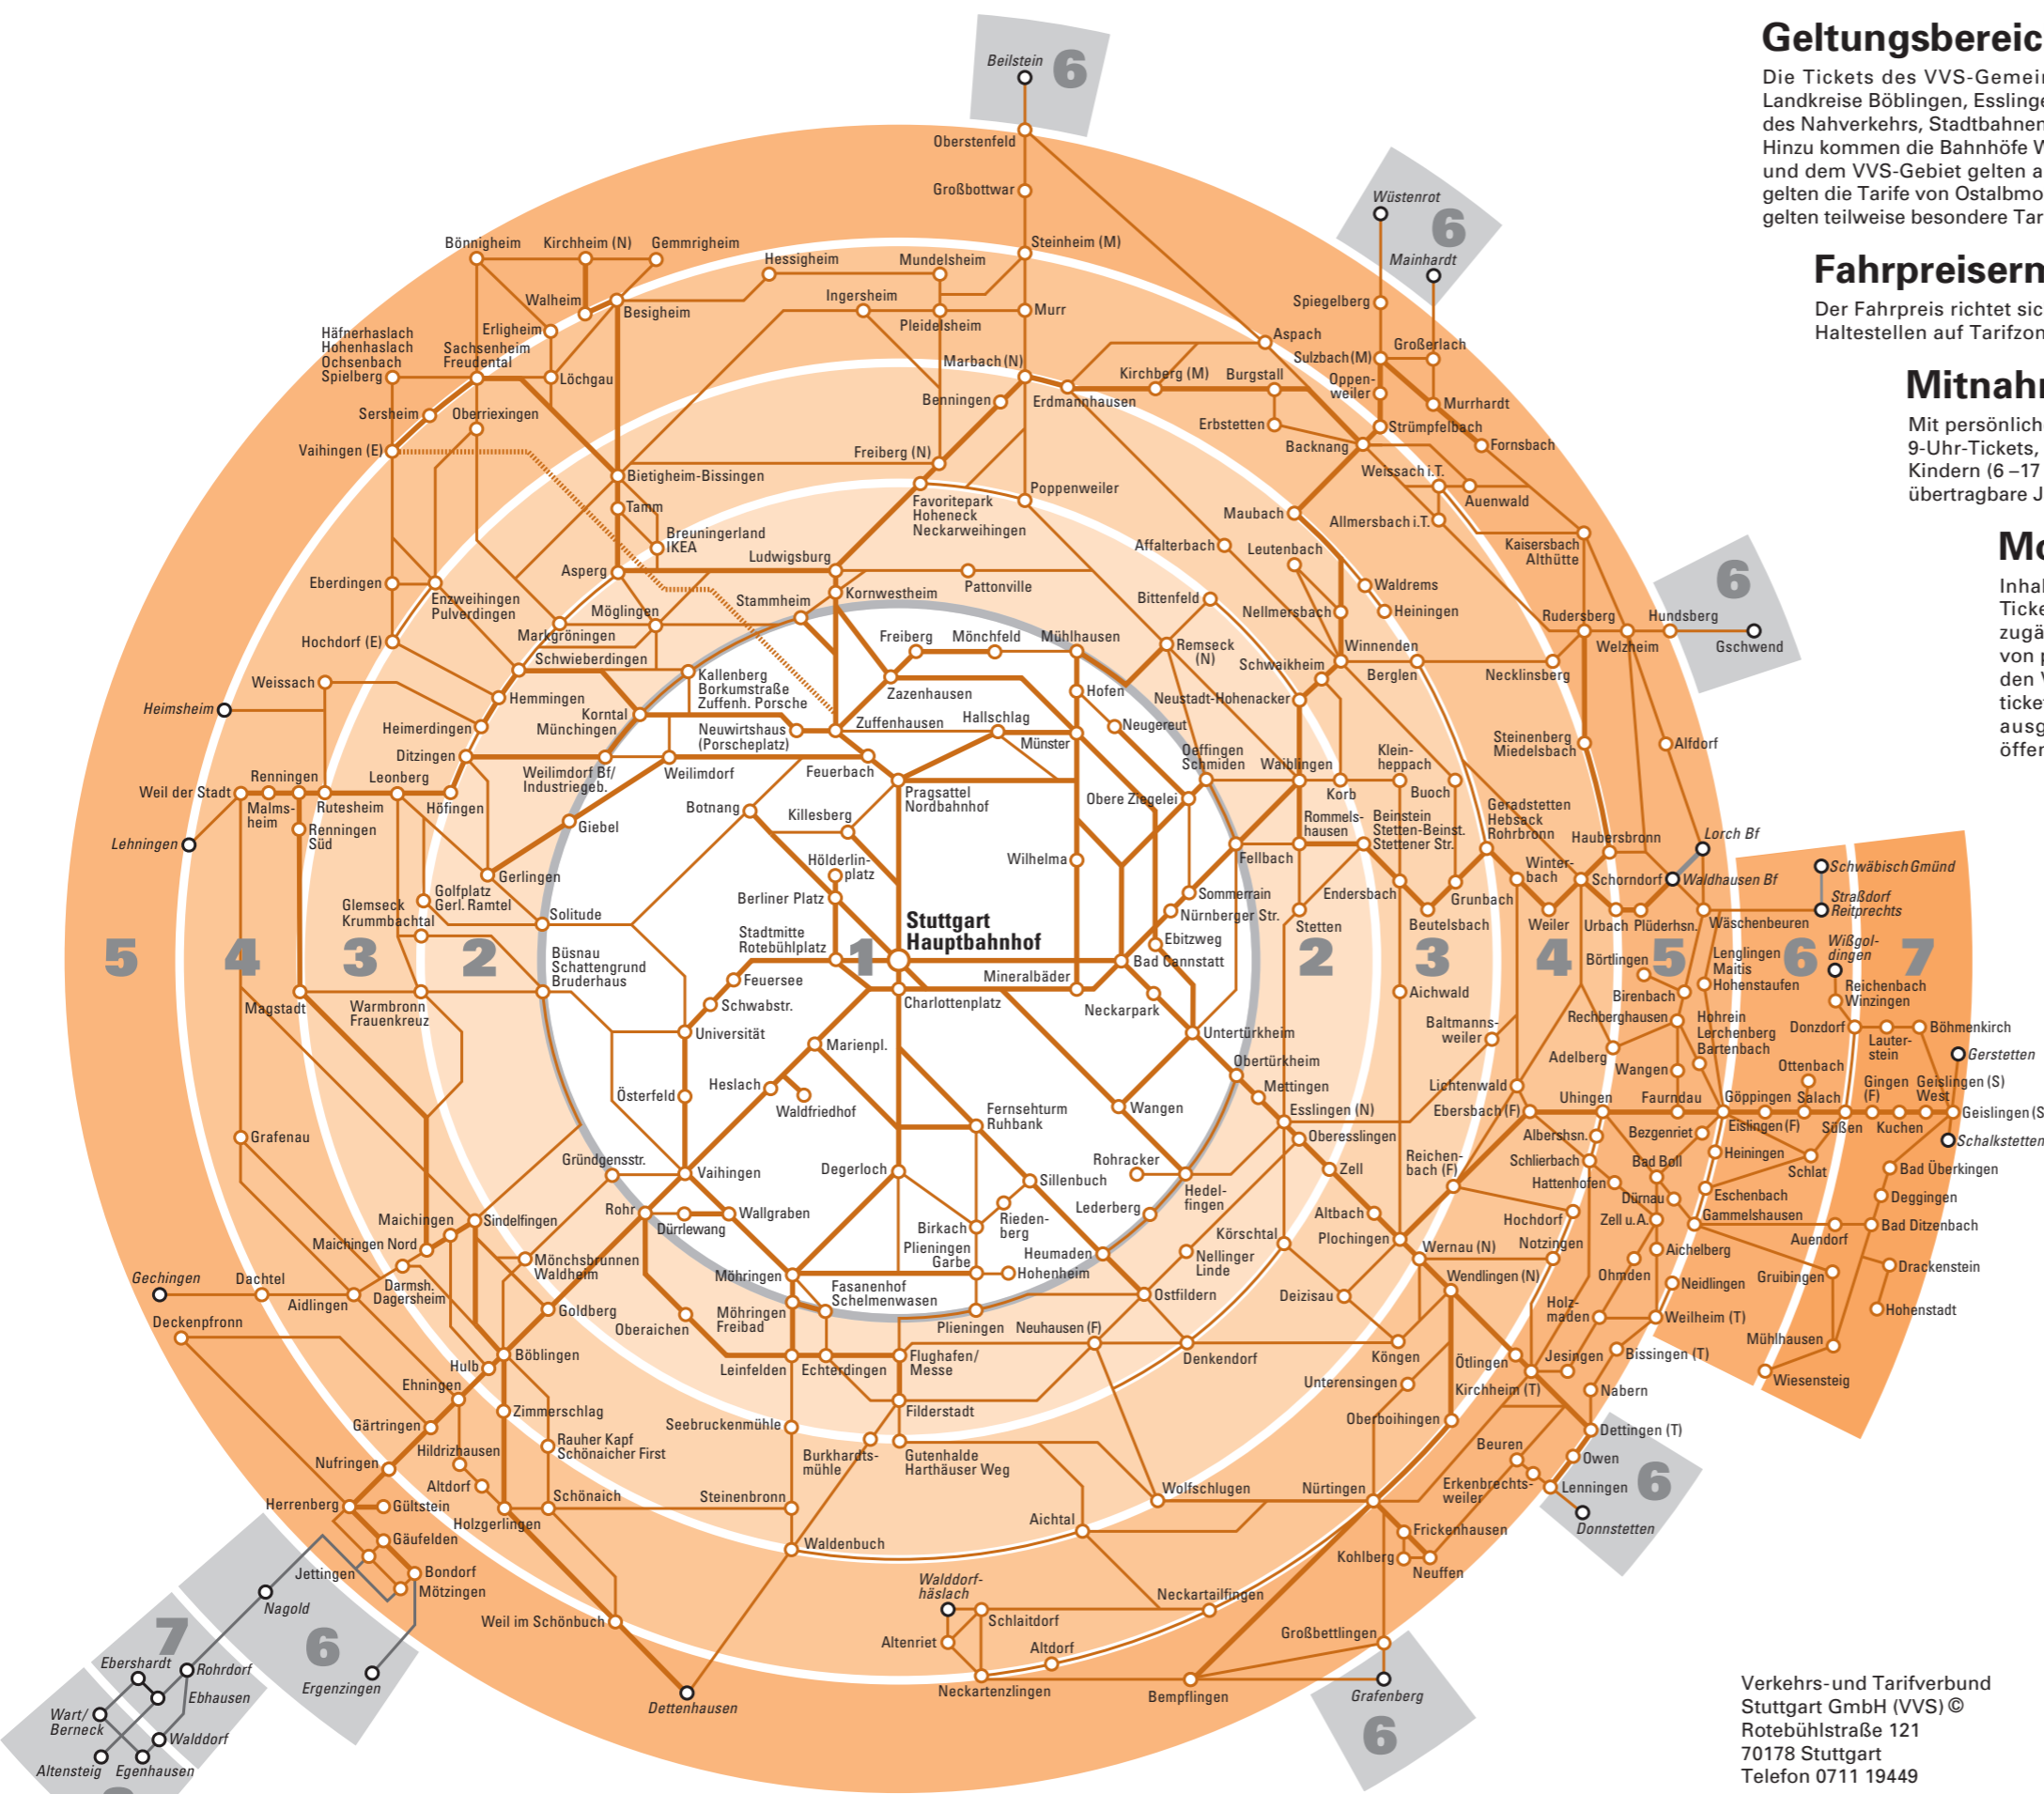 Geltungsbereic
Die Tickets des VVS-Gemein
Landkreise Böblingen, Esslinge
des Nahverkehrs, Stadtbahnen
Hinzu kommen die Bahnhöfe W
und dem VVS-Gebiet gelten a
gelten die Tarife von Ostalbmo
gelten teilweise besondere Tar
Fahrpreiserm
Der Fahrpreis richtet sic
Haltestellen auf Tarifzon
Mitnahm
Mit persönlich
9-Uhr-Tickets,
Kindern (6–17
übertragbare J
Mo
Inhab
Ticke
zugä
von p
den V
ticket
ausg
öffen
Beilstein
6
Oberstenfeld
Großbottwar
Steinheim (M)
Wüstenrot
6
Mainhardt
Spiegelberg
Großerlach
Sulzbach (M)
Oppen-
weiler
Murrhardt
Strümpfelbach
Fornsbach
Backnang
Aspach
Bönnigheim
Kirchheim (N)
Gemmrigheim
Hessigheim
Mundelsheim
Walheim
Besigheim
Ingersheim
Pleidelsheim
Murr
Erligheim
Häfnerhaslach
Hohenhaslach
Ochsenbach
Spielberg
Sachsenheim
Freudental
Löchgau
Sersheim
Oberriexingen
Vaihingen (E)
Marbach (N)
Benningen
Erdmannhausen
Kirchberg (M)
Burgstall
Erbstetten
Freiberg (N)
Bietigheim-Bissingen
Tamm
Breuningerland
IKEA
Favoritepark
Hoheneck
Neckarweihingen
Poppenweiler
Weissach i.T.
Auenwald
Maubach
Allmersbach i.T.
Affalterbach
Leutenbach
Kaisersbach
Althütte
6
Asperg
Ludwigsburg
Pattonville
Waldrems
Heiningen
Eberdingen
Enzweihingen
Pulverdingen
Möglingen
Markgröningen
Stammheim
Kornwestheim
Bittenfeld
Nellmersbach
Rudersberg
Hundsberg
Welzheim
Gschwend
Hochdorf (E)
Schwieberdingen
Freiberg
Mönchfeld
Mühlhausen
Remseck
(N)
Schwaikheim
Winnenden
Berglen
Necklinsberg
Weissach
Hemmingen
Kallenberg
Borkumstraße
Zuffenh. Porsche
Zazenhausen
Hofen
Neustadt-Hohenacker
Heimsheim
Heimerdingen
Korntal
Münchingen
Neuwirtshaus
(Porscheplatz)
Zuffenhausen
Hallschlag
Neugereut
Münster
Steinenberg
Miedelsbach
Alfdorf
Ditzingen
Weilimdorf Bf/
Industriegeb.
Weilimdorf
Feuerbach
Oeffingen
Schmiden
Waiblingen
Korb
Klein-
heppach
Buoch
Weil der Stadt
Renningen
Malms-
heim
Rutesheim
Leonberg
Höfingen
Renningen
Süd
Giebel
Botnang
Killesberg
Pragsattel
Nordbahnhof
Obere Ziegelei
Rommels-
hausen
Beinstein
Stetten-Beinst.
Stettener Str.
Geradstetten
Hebsack
Rohrbronn
Haubersbronn
Lorch Bf
Lehningen
Gerlingen
Hölderlin-
platz
Wilhelma
Fellbach
Winter-
bach
Schorndorf
Waldhausen Bf
Schwäbisch Gmünd
Golfplatz
Gerl. Ramtel
Glemseck
Krummbachtal
Solitude
Berliner Platz
Sommerrain
Nürnberger Str.
Endersbach
Grunbach
Stetten
Beutelsbach
Weiler
Urbach
Plüderhsn.
Wäschenbeuren
Straßdorf
Reitprechts
Stuttgart
Hauptbahnhof
Stadtmitte
Rotebühlplatz
Ebitzweg
Bad Cannstatt
5
4
3
2
1
2
3
4
5
6
7
Büsnau
Schattengrund
Bruderhaus
Feuersee
Mineralbäder
Schwabstr.
Charlottenplatz
Neckarpark
Aichwald
Börtlingen
Lenglingen
Maitis
Hohenstaufen
Wißgol-
dingen
Reichenbach
Winzingen
Birenbach
Magstadt
Warmbronn
Frauenkreuz
Universität
Marienpl.
Untertürkheim
Baltmanns-
weiler
Rechberghausen
Hohrein
Lerchenberg
Bartenbach
Donzdorf
Böhmenkirch
Lauter-
stein
Gerstetten
Adelberg
Wangen
Ottenbach
Österfeld
Heslach
Waldfriedhof
Obertürkheim
Mettingen
Wangen
Lichtenwald
Fernsehturm
Ruhbank
Esslingen (N)
Ebersbach (F)
Uhingen
Faurndau
Göppingen
Salach
Gingen
(F)
Geislingen (S)
West
Geislingen (S
Eislingen (F)
Süßen
Kuchen
Schalkstetten
Grafenau
Gründgensstr.
Vaihingen
Degerloch
Rohracker
Oberesslingen
Zell
Reichen-
bach (F)
Albershsn.
Schlierbach
Hattenhofen
Bezgenriet
Bad Boll
Heiningen
Schlat
Bad Überkingen
Dürnau
Eschenbach
Gammelshausen
Deggingen
Bad Ditzenbach
Auendorf
Sillenbuch
Hedel-
fingen
Lederberg
Rohr
Dürrlewang
Wallgraben
Birkach
Rieden-
berg
Körschtal
Altbach
Plochingen
Hochdorf
Zell u.A.
Aichelberg
Maichingen
Sindelfingen
Maichingen Nord
Mönchsbrunnen
Waldheim
Plieningen
Garbe
Heumaden
Nellinger
Linde
Wernau (N)
Notzingen
Ohmden
Neidlingen
Gruibingen
Drackenstein
Gechingen
Dachtel
Aidlingen
Darmsh.
Dagersheim
Möhringen
Fasanenhof
Schelmenwasen
Hohenheim
Ostfildern
Deizisau
Wendlingen (N)
Holz-
maden
Weilheim (T)
Hohenstadt
Mühlhausen
Deckenpfronn
Goldberg
Oberaichen
Möhringen
Freibad
Plieningen
Neuhausen (F)
Hulb
Böblingen
Leinfelden
Echterdingen
Flughafen/
Messe
Denkendorf
Köngen
Ötlingen
Jesingen
Bissingen (T)
Wiesensteig
Ehningen
Unterensingen
Kirchheim (T)
Nabern
Gärtringen
Zimmerschlag
Seebruckenmühle
Filderstadt
Oberboihingen
Dettingen (T)
Hildrizhausen
Rauher Kapf
Schönaicher First
Burkhardts-
mühle
Gutenhalde
Harthäuser Weg
Beuren
Owen
Nufringen
Altdorf
Erkenbrechts-
weiler
Lenningen
6
Herrenberg
Gültstein
Holzgerlingen
Schönaich
Steinenbronn
Wolfschlugen
Nürtingen
Donnstetten
Gäufelden
Aichtal
Frickenhausen
Waldenbuch
Kohlberg
Neuffen
Jettingen
Bondorf
Mötzingen
Walddorf-
häslach
Neckartailfingen
Nagold
Weil im Schönbuch
Schlaitdorf
Altenriet
Altdorf
Großbettlingen
7
6
Ebershardt
Rohrdorf
Ergenzingen
Ebhausen
Neckartenzlingen
Bempflingen
Grafenberg
6
Wart/
Berneck
Dettenhausen
Walddorf
Altensteig
Egenhausen
Verkehrs- und Tarifverbund
Stuttgart GmbH (VVS) ©
Rotebühlstraße 121
70178 Stuttgart
Telefon 0711 19449